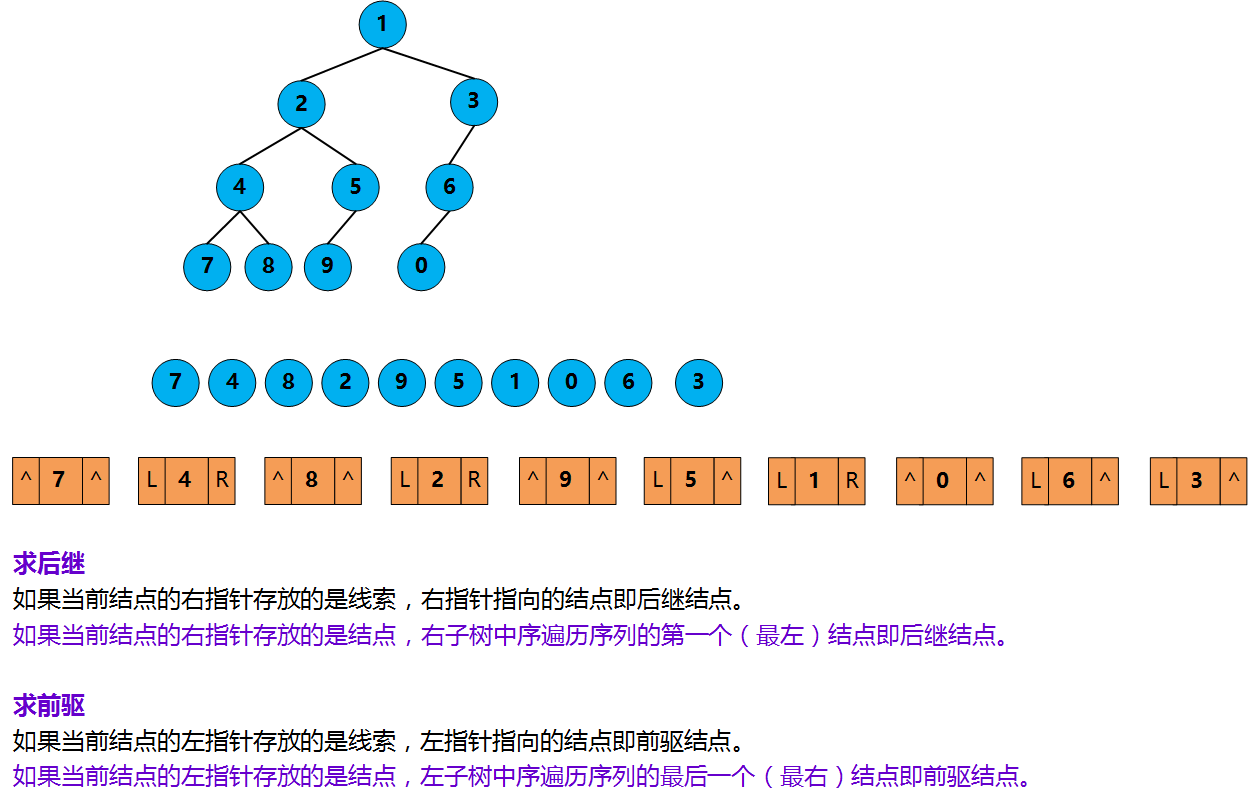 1
2 3
4 5 6
7 8 9 0
7 4 8 2 9 5 1 0 6 3
^ 7 ^ L 4 R ^ 8 ^ L 2 R ^ 9 ^ L 5 ^ L 1 R ^ 0 ^ L 6 ^ L 3 ^
求后继
如果当前结点的右指针存放的是线索，右指针指向的结点即后继结点。
如果当前结点的右指针存放的是结点，右子树中序遍历序列的第一个（最左）结点即后继结点。
求前驱
如果当前结点的左指针存放的是线索，左指针指向的结点即前驱结点。
如果当前结点的左指针存放的是结点，左子树中序遍历序列的最后一个（最右）结点即前驱结点。